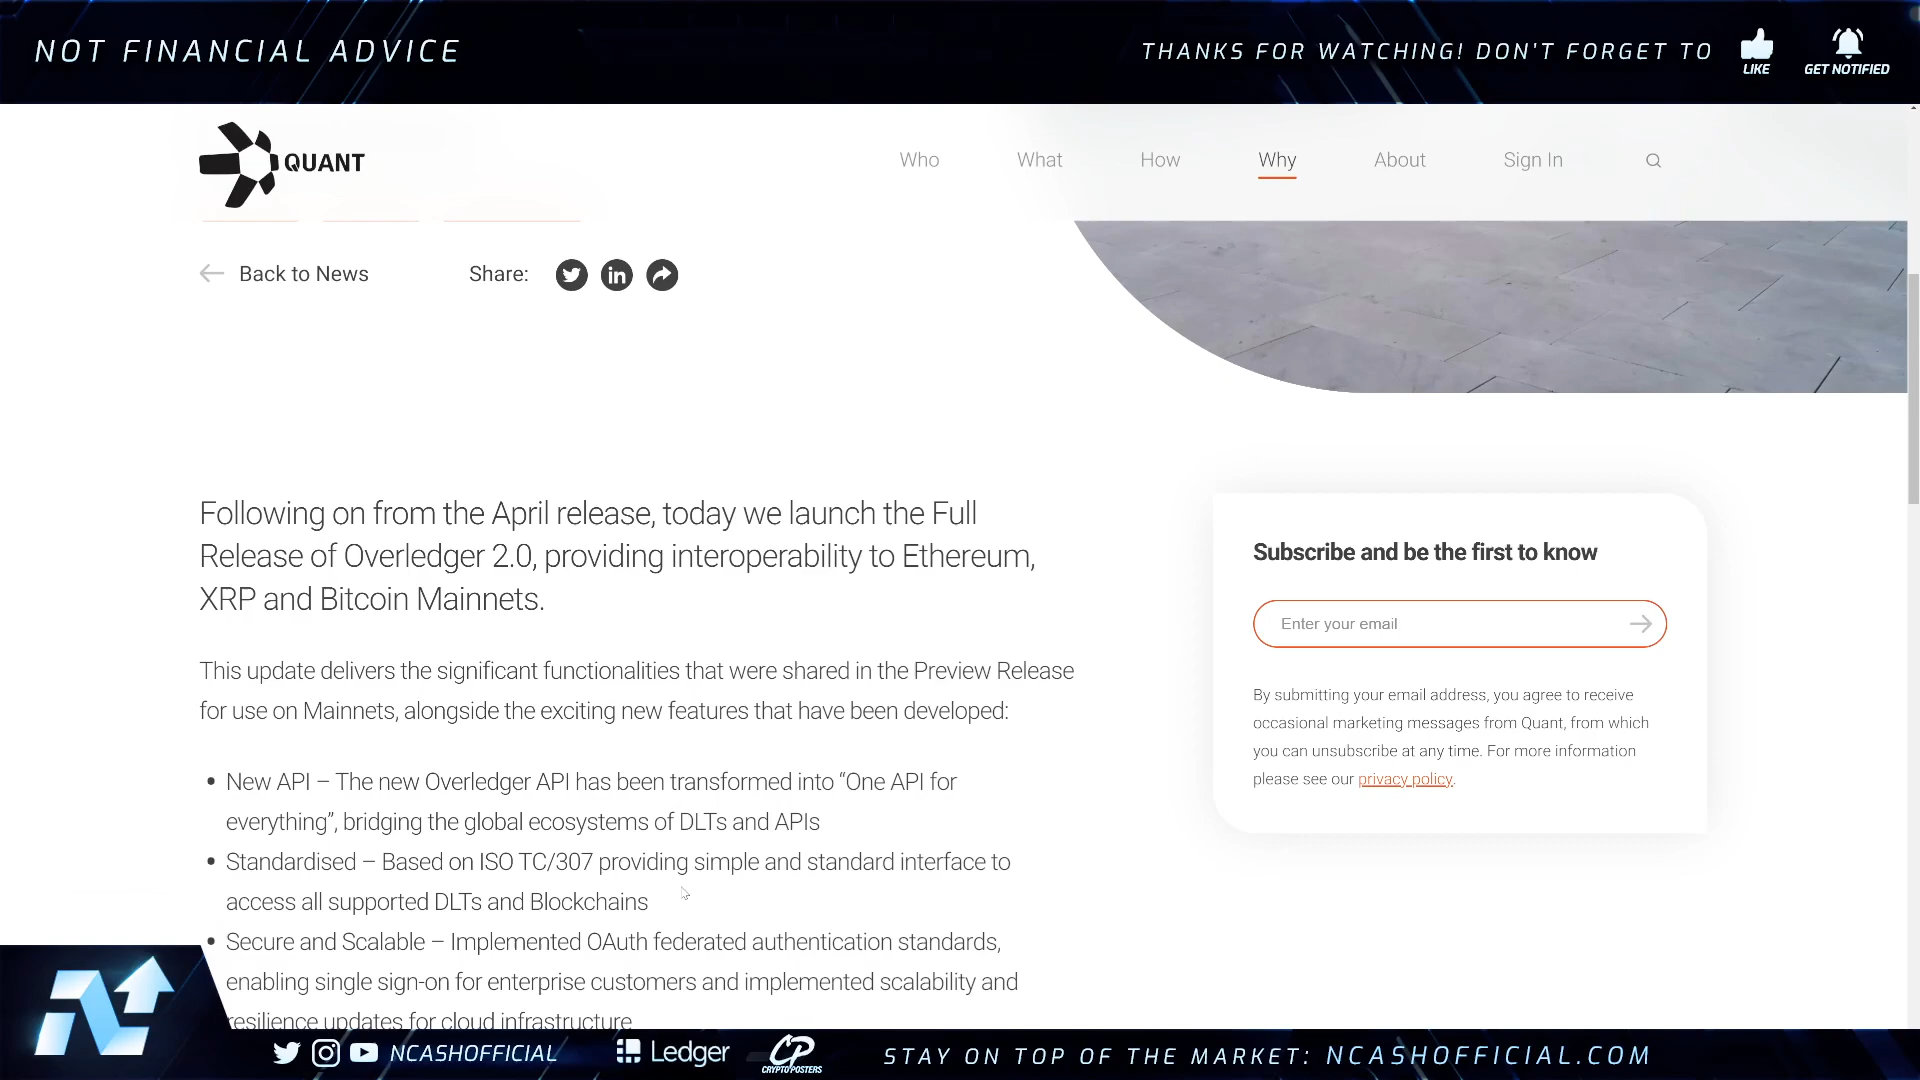 NOT FINANCIAL ADVICE
THANKS FOR WATCHING! DON'T FORGET TO
LIKE
GET NOTIFIED
QUANT
Who What How Why About Sign In
Back to News Share:
Following on from the April release, today we launch the Full
Release of Overledger 2.0, providing interoperability to Ethereum,
XRP and Bitcoin Mainnets.
This update delivers the significant functionalities that were shared in the Preview Release
for use on Mainnets, alongside the exciting new features that have been developed:
• New API – The new Overledger API has been transformed into “One API for
everything”, bridging the global ecosystems of DLTs and APIs
• Standardised – Based on ISO TC/307 providing simple and standard interface to
access all supported DLTs and Blockchains
• Secure and Scalable – Implemented OAuth federated authentication standards,
enabling single sign-on for enterprise customers and implemented scalability and
resilience updates for cloud infrastructure
Subscribe and be the first to know
Enter your email
By submitting your email address, you agree to receive
occasional marketing messages from Quant, from which
you can unsubscribe at any time. For more information
please see our privacy policy.
NCASHOFFICIAL
Ledger
CP
CRYPTOPOSTERS
STAY ON TOP OF THE MARKET: NCASHOFFICIAL.COM